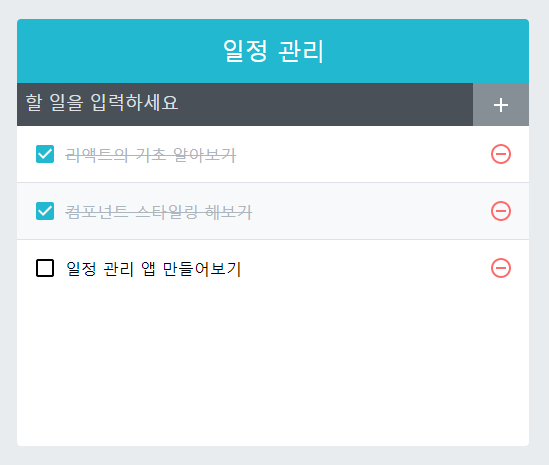 일정 관리
할 일을 입력하세요
리액트의 기초 알아보기
컴포넌트 스타일링 해보기
일정 관리 앱 만들어보기